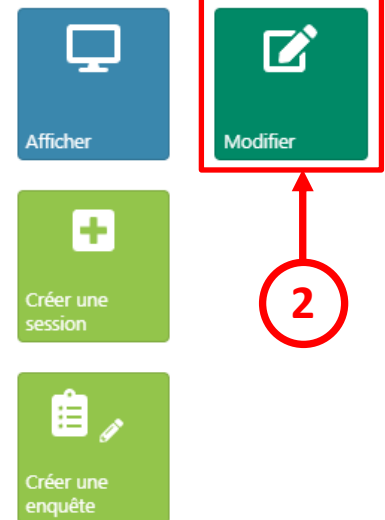 Afficher
Modifier
Créer une
session
2
Créer une
enquête